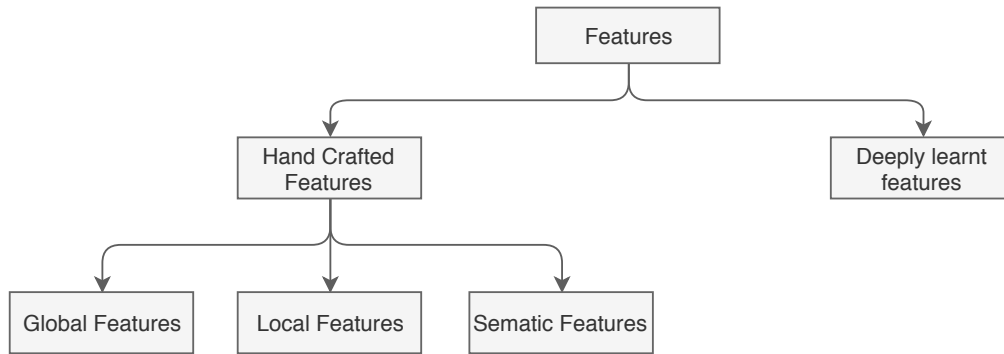 Features
Hand Crafted
Features
Deeply learnt
features
Global Features
Local Features
Sematic Features